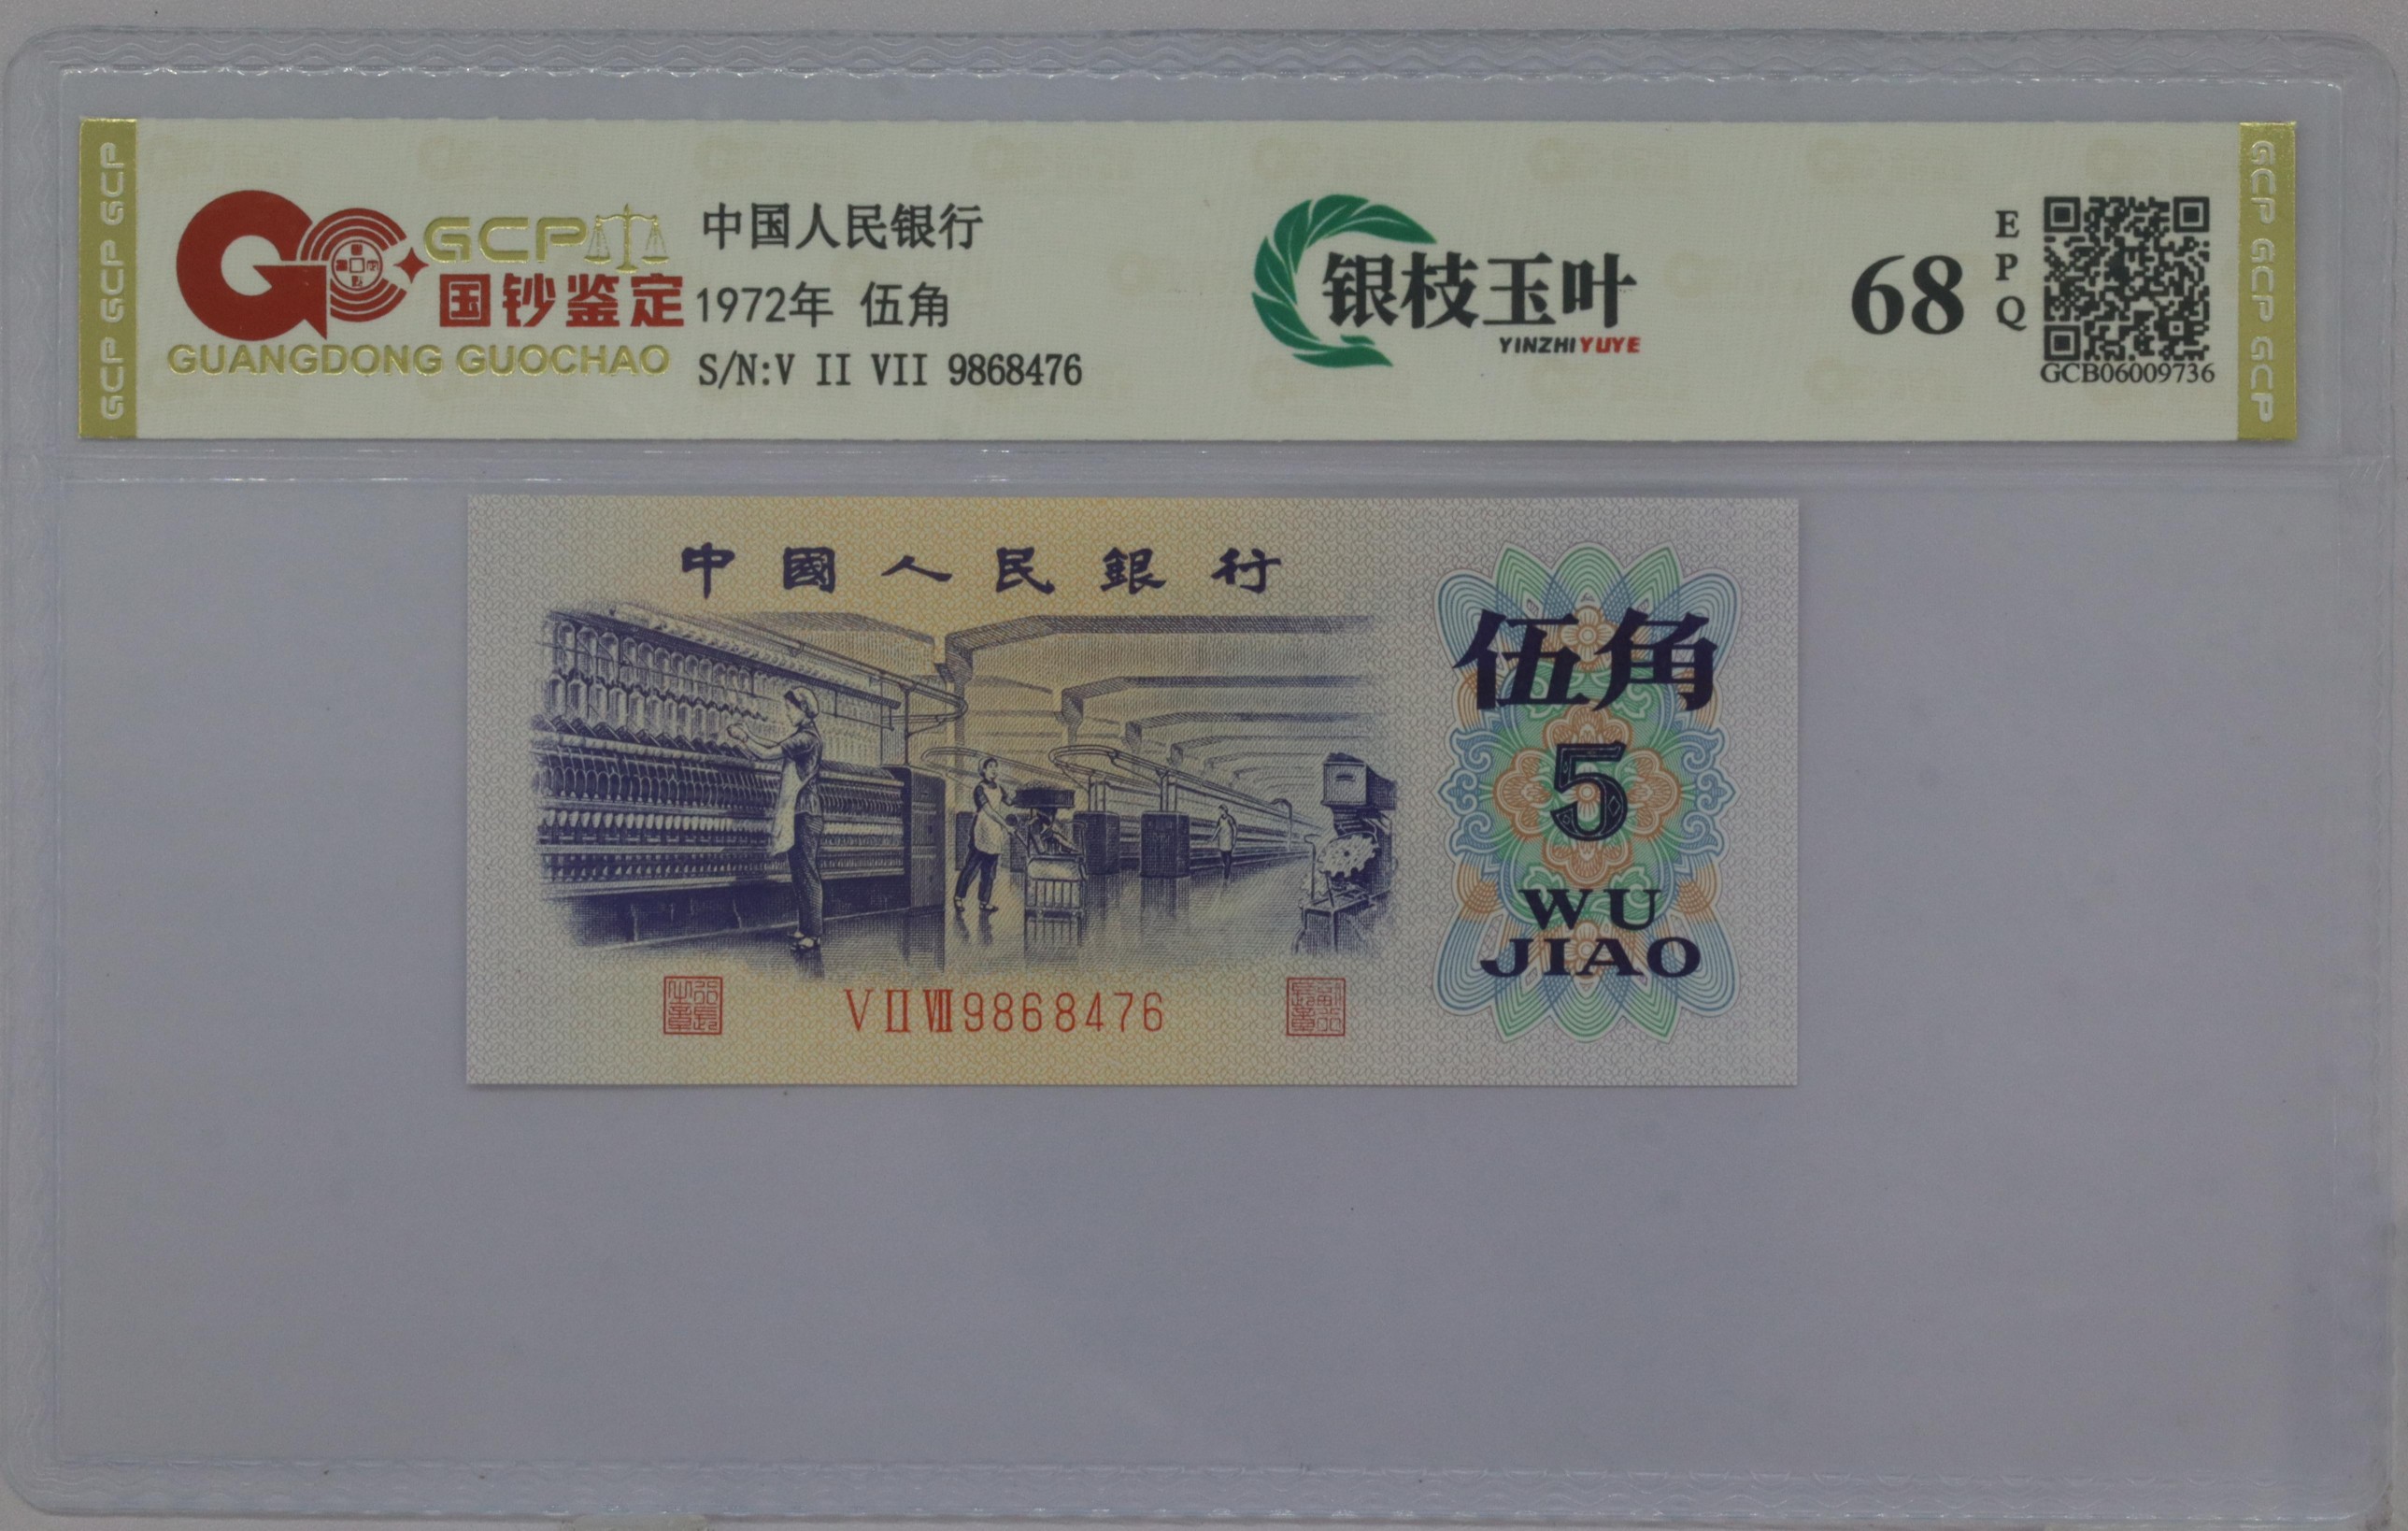 GCP GCP GCP
GCP
国钞鉴定
GUANGDONG GUOCHAO
中国人民银行
1972年 伍角
S/N:V II VII 9868476
银枝玉叶
YINZHIYUYE
68
EPQ
GCB06009736
GCP GCP GCP
中國人民銀行
伍角
5
WU
JIAO
ⅤⅡⅦ9868476